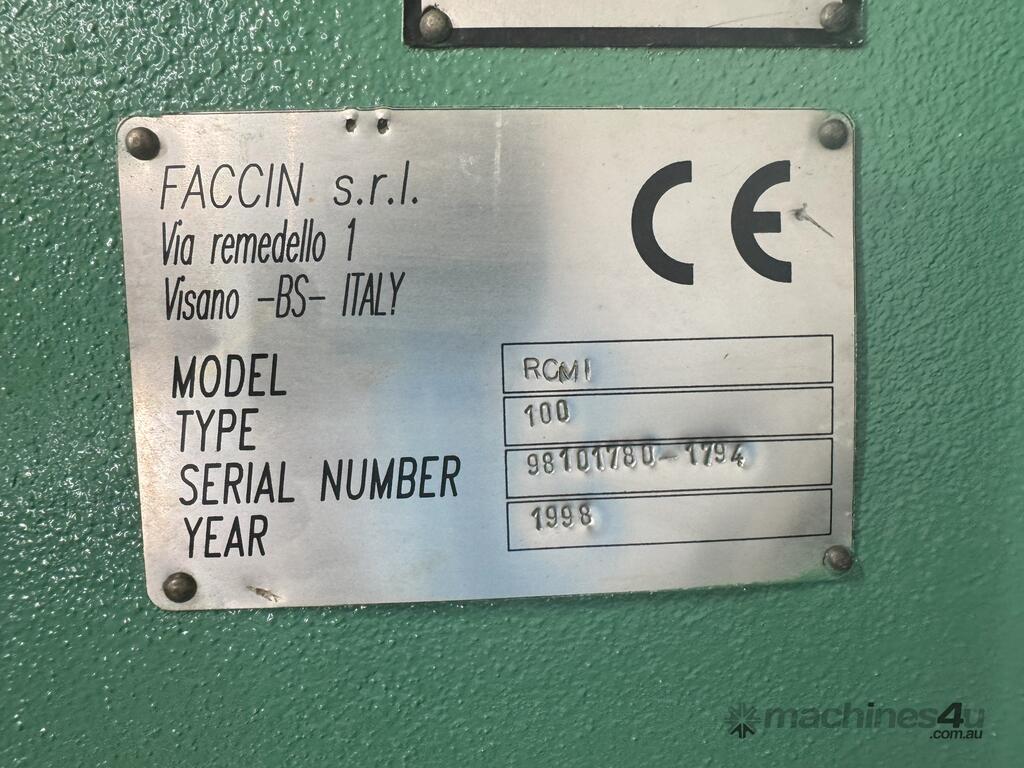 FACCIN s.r.l.
Via remedello 1
Visano -BS- ITALY
CE
MODEL RCMI
TYPE 100
SERIAL NUMBER 98101780-1794
YEAR 1998
machines4u
.com.au